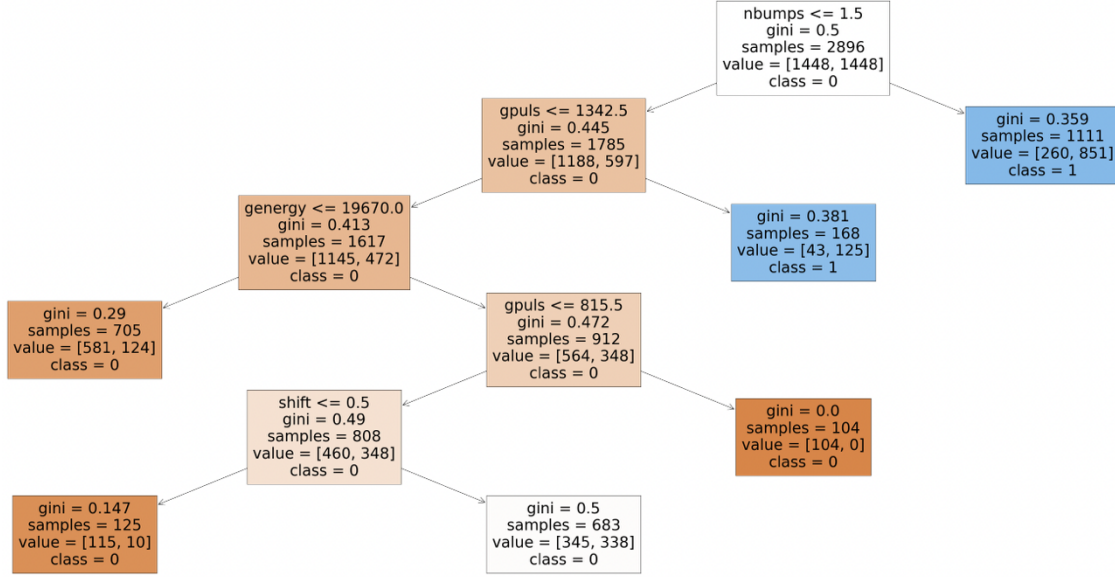 nbumps <= 1.5
gini = 0.5
samples = 2896
value = [1448, 1448]
class = 0
gpuls <= 1342.5
gini = 0.445
samples = 1785
value = [1188, 597]
class = 0
gini = 0.359
samples = 1111
value = [260, 851]
class = 1
genergy <= 19670.0
gini = 0.413
samples = 1617
value = [1145, 472]
class = 0
gini = 0.381
samples = 168
value = [43, 125]
class = 1
gini = 0.29
samples = 705
value = [581, 124]
class = 0
gpuls <= 815.5
gini = 0.472
samples = 912
value = [564, 348]
class = 0
shift <= 0.5
gini = 0.49
samples = 808
value = [460, 348]
class = 0
gini = 0.0
samples = 104
value = [104, 0]
class = 0
gini = 0.147
samples = 125
value = [115, 10]
class = 0
gini = 0.5
samples = 683
value = [345, 338]
class = 0